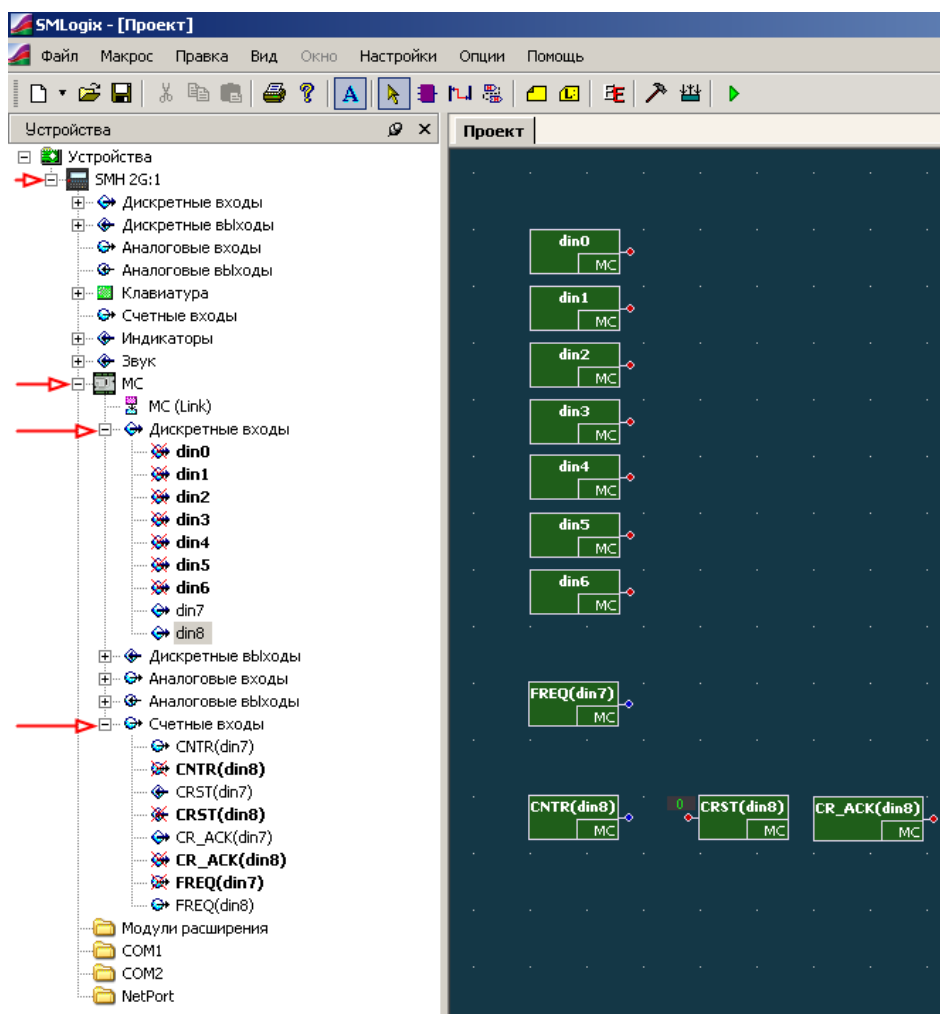 SMLogix - [Проект]
Файл Макрос Правка Вид Окно Настройки Опции Помощь
A
Устройства
Проект
Устройства
SMH 2G:1
Дискретные входы
Дискретные вЫходы
Аналоговые входы
Аналоговые вЫходы
Клавиатура
Счетные входы
Индикаторы
Звук
MC
MC (Link)
Дискретные входы
din0
din1
din2
din3
din4
din5
din6
din7
din8
Дискретные вЫходы
Аналоговые входы
Аналоговые вЫходы
Счетные входы
CNTR(din7)
CNTR(din8)
CRST(din7)
CRST(din8)
CR_ACK(din7)
CR_ACK(din8)
FREQ(din7)
FREQ(din8)
Модули расширения
COM1
COM2
NetPort
din0
MC
din1
MC
din2
MC
din3
MC
din4
MC
din5
MC
din6
MC
FREQ(din7)
MC
CNTR(din8)
MC
0
CRST(din8)
MC
CR_ACK(din8)
MC